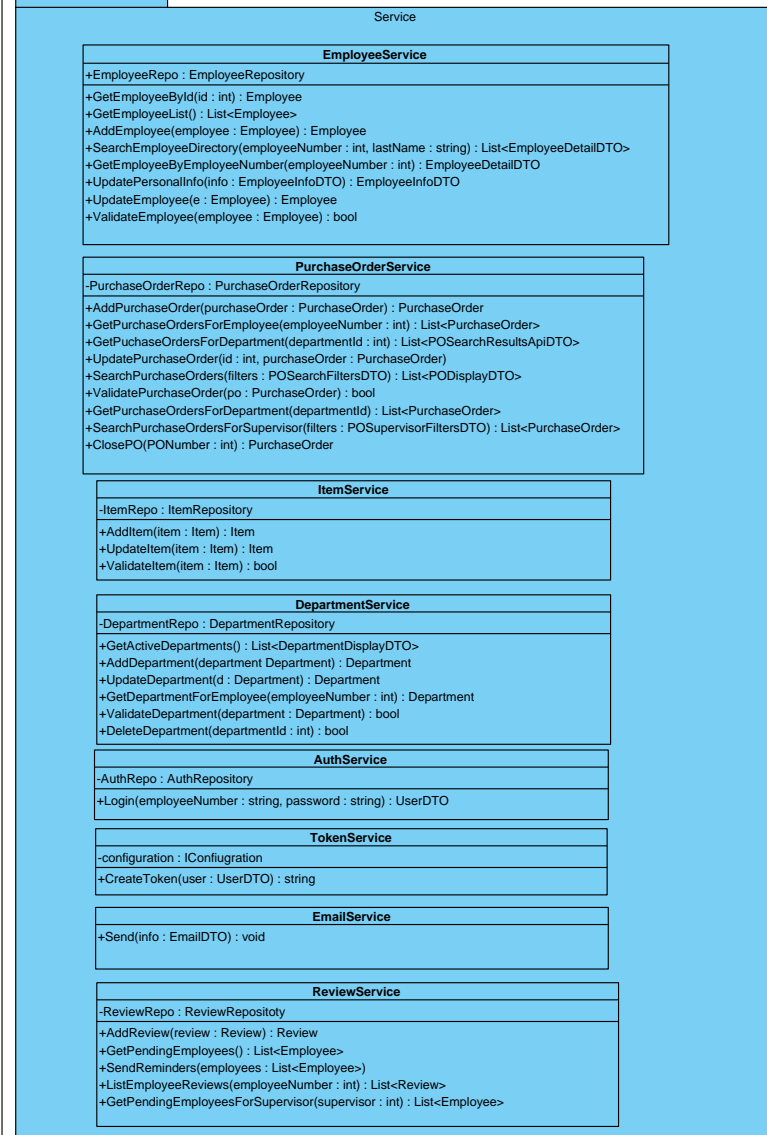 Service
EmployeeService
+EmployeeRepo : EmployeeRepository
+GetEmployeeById(id : int) : Employee
+GetEmployeeList() : List<Employee>
+AddEmployee(employee : Employee) : Employee
+SearchEmployeeDirectory(employeeNumber : int, lastName : string) : List<EmployeeDetailDTO>
+GetEmployeeByEmployeeNumber(employeeNumber : int) : EmployeeDetailDTO
+UpdatePersonalInfo(info : EmployeeInfoDTO) : EmployeeInfoDTO
+UpdateEmployee(e : Employee) : Employee
+ValidateEmployee(employee : Employee) : bool
PurchaseOrderService
-PurchaseOrderRepo : PurchaseOrderRepository
+AddPurchaseOrder(purchaseOrder : PurchaseOrder) : PurchaseOrder
+GetPurchaseOrdersForEmployee(employeeNumber : int) : List<PurchaseOrder>
+GetPuchaseOrdersForDepartment(departmentId : int) : List<POSearchResultsApiDTO>
+UpdatePurchaseOrder(id : int, purchaseOrder : PurchaseOrder)
+SearchPurchaseOrders(filters : POSearchFiltersDTO) : List<PODisplayDTO>
+ValidatePurchaseOrder(po : PurchaseOrder) : bool
+GetPurchaseOrdersForDepartment(departmentId) : List<PurchaseOrder>
+SearchPurchaseOrdersForSupervisor(filters : POSupervisorFiltersDTO) : List<PurchaseOrder>
+ClosePO(PONumber : int) : PurchaseOrder
ItemService
-ItemRepo : ItemRepository
+AddItem(item : Item) : Item
+UpdateItem(item : Item) : Item
+ValidateItem(item : Item) : bool
DepartmentService
-DepartmentRepo : DepartmentRepository
+GetActiveDepartments() : List<DepartmentDisplayDTO>
+AddDepartment(department Department) : Department
+UpdateDepartment(d : Department) : Department
+GetDepartmentForEmployee(employeeNumber : int) : Department
+ValidateDepartment(department : Department) : bool
+DeleteDepartment(departmentId : int) : bool
AuthService
-AuthRepo : AuthRepository
+Login(employeeNumber : string, password : string) : UserDTO
TokenService
-configuration : IConfiugration
+CreateToken(user : UserDTO) : string
EmailService
+Send(info : EmailDTO) : void
ReviewService
-ReviewRepo : ReviewRepositoty
+AddReview(review : Review) : Review
+GetPendingEmployees() : List<Employee>
+SendReminders(employees : List<Employee>)
+ListEmployeeReviews(employeeNumber : int) : List<Review>
+GetPendingEmployeesForSupervisor(supervisor : int) : List<Employee>